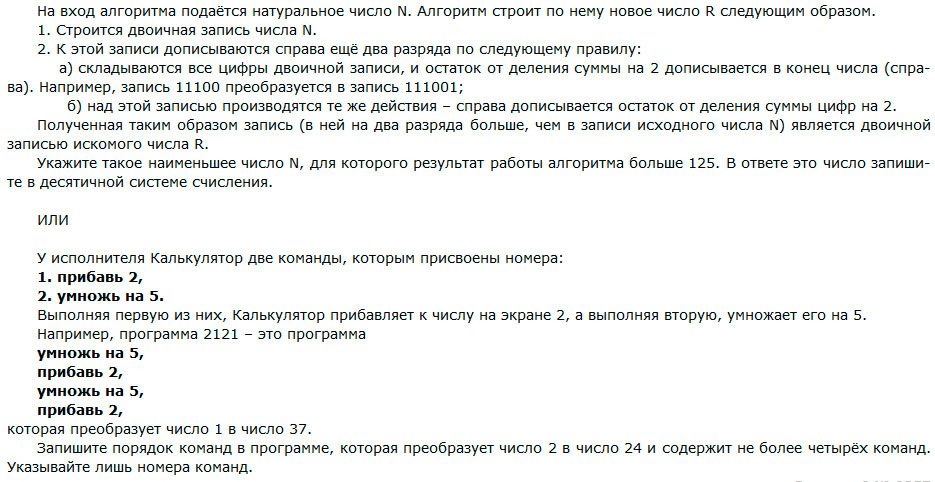 На вход алгоритма подаётся натуральное число N. Алгоритм строит по нему новое число R следующим образом.
1. Строится двоичная запись числа N.
2. К этой записи дописываются справа ещё два разряда по следующему правилу:
а) складываются все цифры двоичной записи, и остаток от деления суммы на 2 дописывается в конец числа (спра-
ва). Например, запись 11100 преобразуется в запись 111001;
б) над этой записью производятся те же действия – справа дописывается остаток от деления суммы цифр на 2.
Полученная таким образом запись (в ней на два разряда больше, чем в записи исходного числа N) является двоичной
записью искомого числа R.
Укажите такое наименьшее число N, для которого результат работы алгоритма больше 125. В ответе это число запиши-
те в десятичной системе счисления.
ИЛИ
У исполнителя Калькулятор две команды, которым присвоены номера:
1. прибавь 2,
2. умножь на 5.
Выполняя первую из них, Калькулятор прибавляет к числу на экране 2, а выполняя вторую, умножает его на 5.
Например, программа 2121 – это программа
умножь на 5,
прибавь 2,
умножь на 5,
прибавь 2,
которая преобразует число 1 в число 37.
Запишите порядок команд в программе, которая преобразует число 2 в число 24 и содержит не более четырёх команд.
Указывайте лишь номера команд.